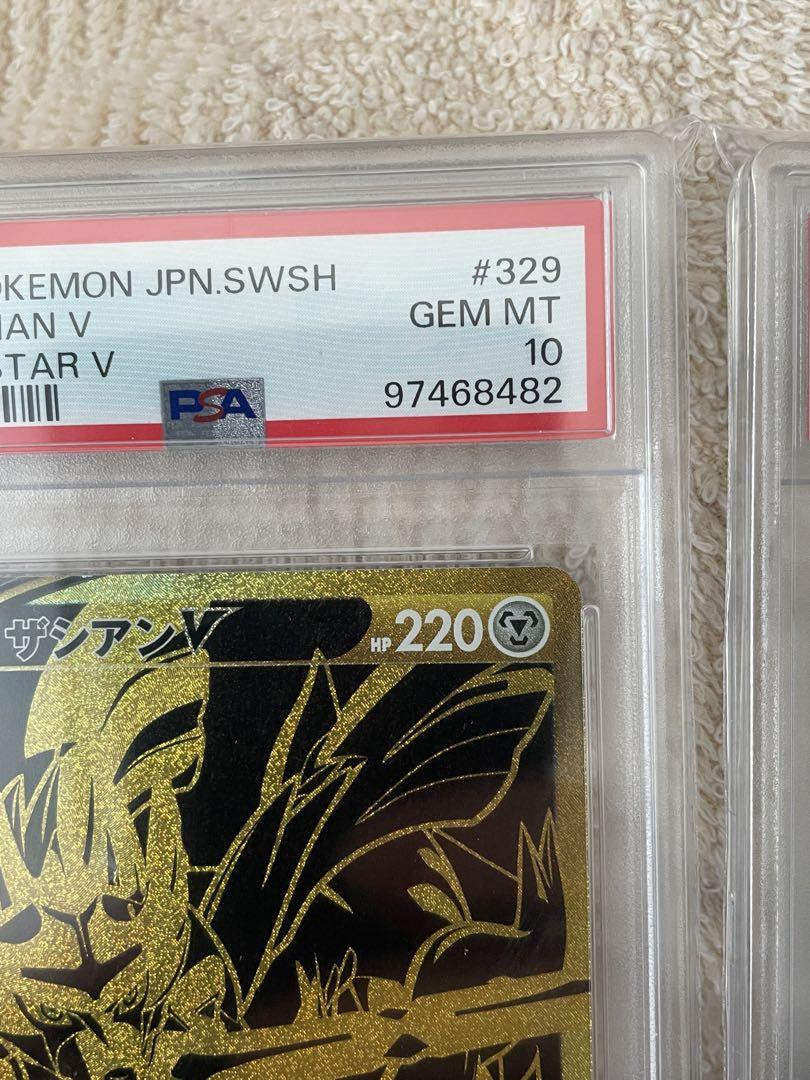 OKEMON JPN.SWSH #329
IAN V GEM MT
STAR V 10
PSA 97468482
ザシアンV HP 220